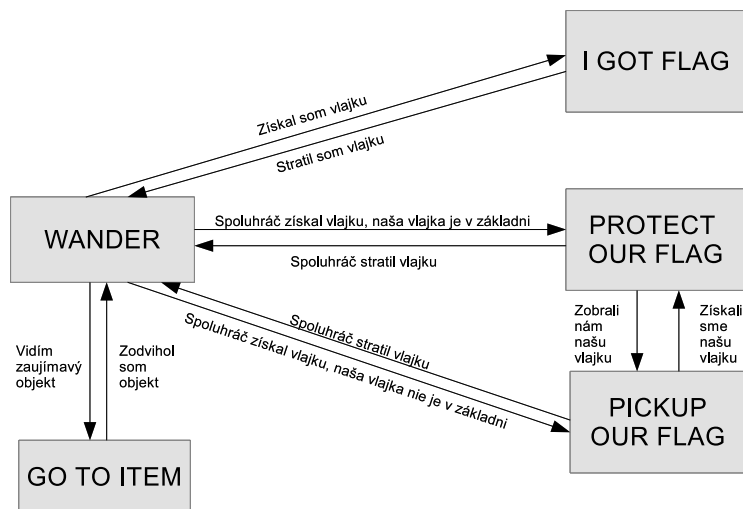 I GOT FLAG
Získal som vlajku
Stratil som vlajku
WANDER
Spoluhráč získal vlajku, naša vlajka je v základni
Spoluhráč stratil vlajku
PROTECT
OUR FLAG
Spoluhráč stratil vlajku
Spoluhráč získal vlajku, naša vlajka nie je v základni
Zobrali
nám
našu
vlajku
Získali
sme
našu
vlajku
Vidím
zaujímavý
objekt
Zodvihol
som
objekt
PICKUP
OUR FLAG
GO TO ITEM